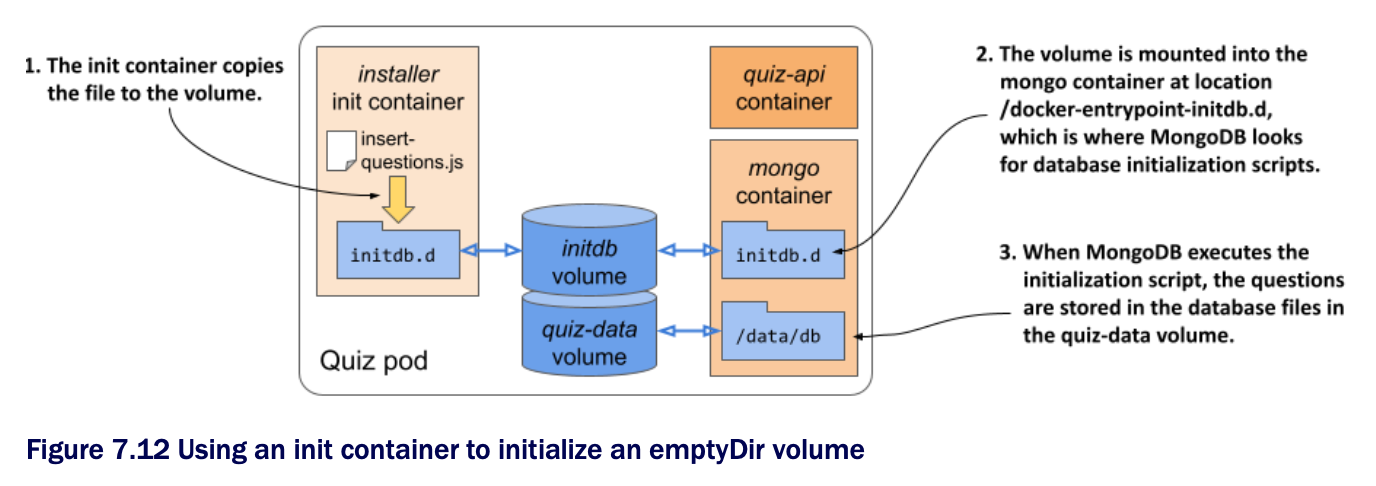 1. The init container copies
the file to the volume.
installer
init container
insert-
questions.js
initdb.d
Quiz pod
initdb
volume
quiz-data
volume
quiz-api
container
mongo
container
initdb.d
/data/db
2. The volume is mounted into the
mongo container at location
/docker-entrypoint-initdb.d,
which is where MongoDB looks
for database initialization scripts.
3. When MongoDB executes the
initialization script, the questions
are stored in the database files in
the quiz-data volume.
Figure 7.12 Using an init container to initialize an emptyDir volume